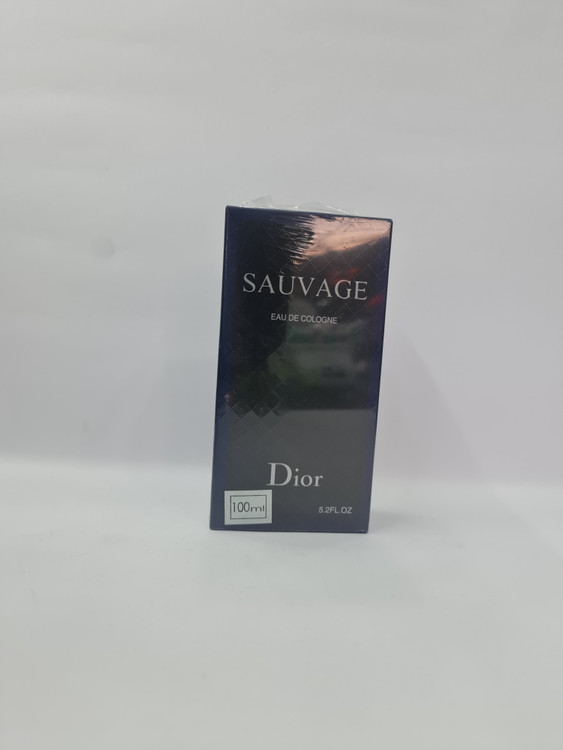 SAUVAGE
EAU DE COLOGNE
Dior
100ml
5.2FL.OZ